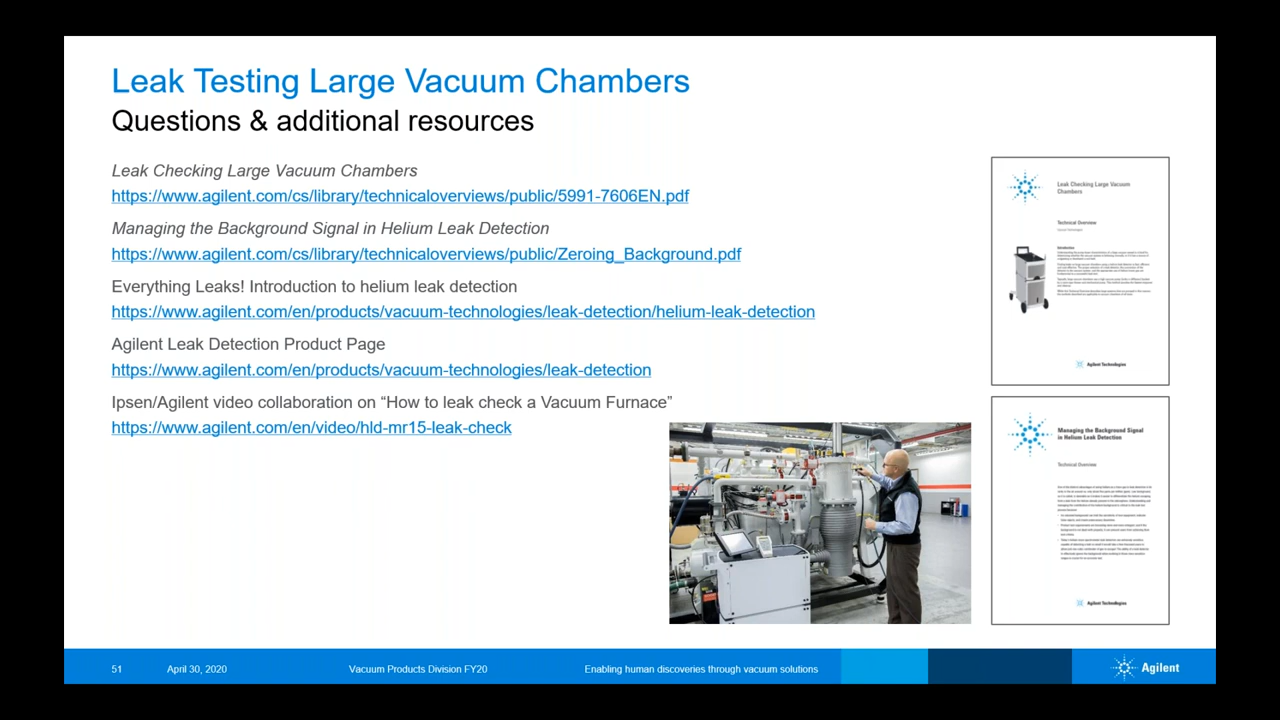 Leak Testing Large Vacuum Chambers
Questions & additional resources
Leak Checking Large Vacuum Chambers
https://www.agilent.com/cs/library/technicaloverviews/public/5991-7606EN.pdf
Managing the Background Signal in Helium Leak Detection
https://www.agilent.com/cs/library/technicaloverviews/public/Zeroing_Background.pdf
Everything Leaks! Introduction to helium leak detection
https://www.agilent.com/en/products/vacuum-technologies/leak-detection/helium-leak-detection
Agilent Leak Detection Product Page
https://www.agilent.com/en/products/vacuum-technologies/leak-detection
Ipsen/Agilent video collaboration on “How to leak check a Vacuum Furnace”
https://www.agilent.com/en/video/hld-mr15-leak-check
Leak Checking Large Vacuum
Chambers
Technical Overview
Introduction
Agilent Technologies
Managing the Background Signal
in Helium Leak Detection
Technical Overview
Agilent Technologies
51
April 30, 2020
Vacuum Products Division FY20
Enabling human discoveries through vacuum solutions
Agilent